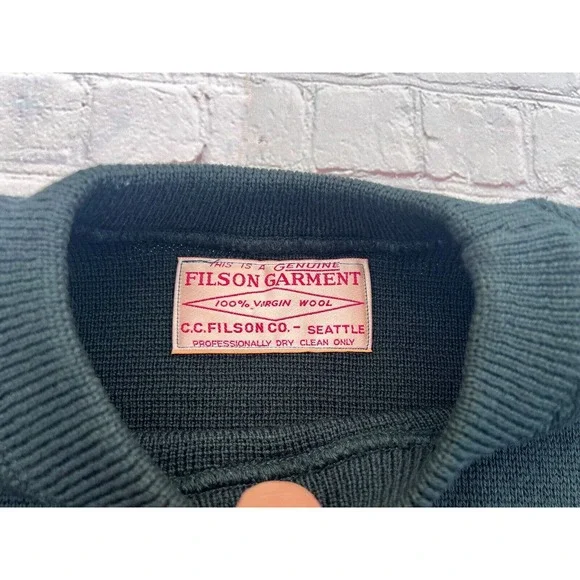 THIS IS A GENUINE
FILSON GARMENT
100% VIRGIN WOOL
C.C.FILSON CO. - SEATTLE
PROFESSIONALLY DRY CLEAN ONLY